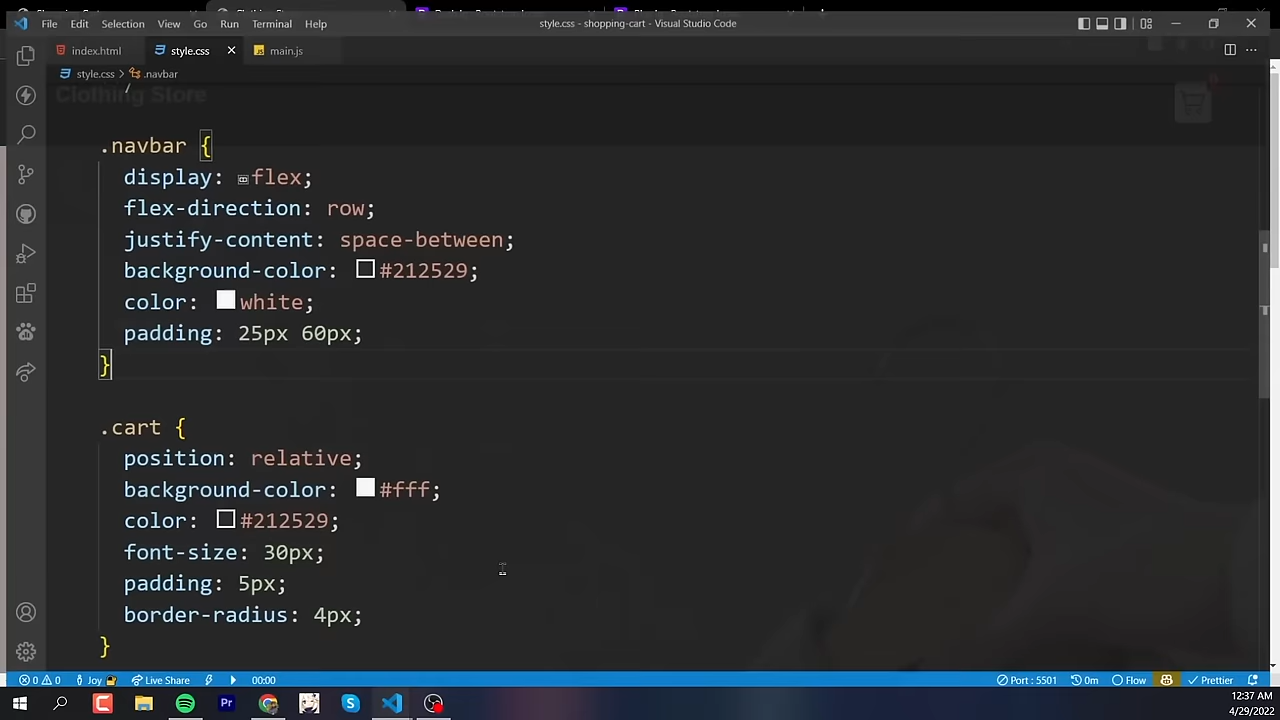 File Edit Selection View Go Run Terminal Help
style.css - shopping-cart - Visual Studio Code
index.html
style.css
main.js
style.css > .navbar
Clothing Store
.navbar {
display: flex;
flex-direction: row;
justify-content: space-between;
background-color: #212529;
color: white;
padding: 25px 60px;
}
.cart {
position: relative;
background-color: #fff;
color: #212529;
font-size: 30px;
padding: 5px;
border-radius: 4px;
}
0 0 Joy Live Share 00:00
Port : 5501 0m Flow Prettier
12:37 AM
4/29/2022